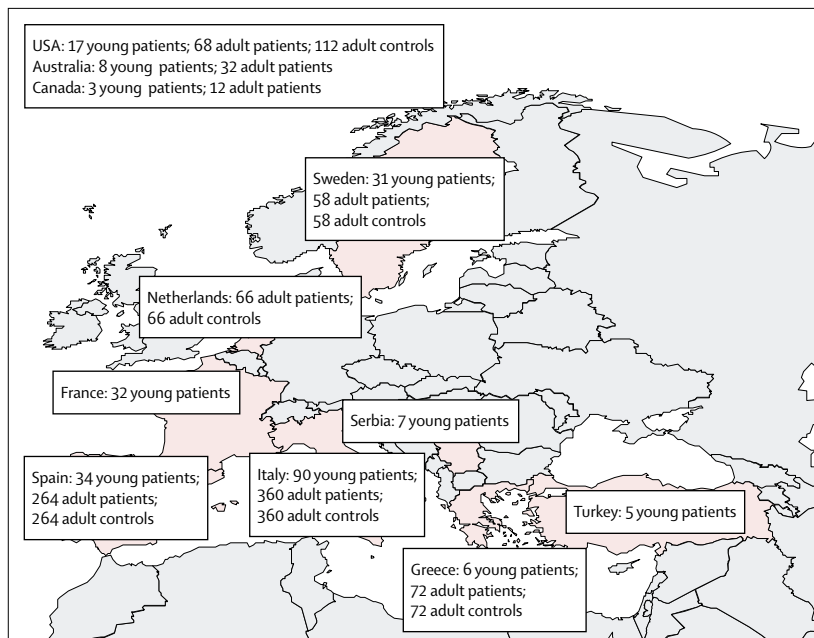 USA: 17 young patients; 68 adult patients; 112 adult controls
Australia: 8 young patients; 32 adult patients
Canada: 3 young patients; 12 adult patients
Sweden: 31 young patients;
58 adult patients;
58 adult controls
Netherlands: 66 adult patients;
66 adult controls
France: 32 young patients
Serbia: 7 young patients
Spain: 34 young patients;
264 adult patients;
264 adult controls
Italy: 90 young patients;
360 adult patients;
360 adult controls
Turkey: 5 young patients
Greece: 6 young patients;
72 adult patients;
72 adult controls